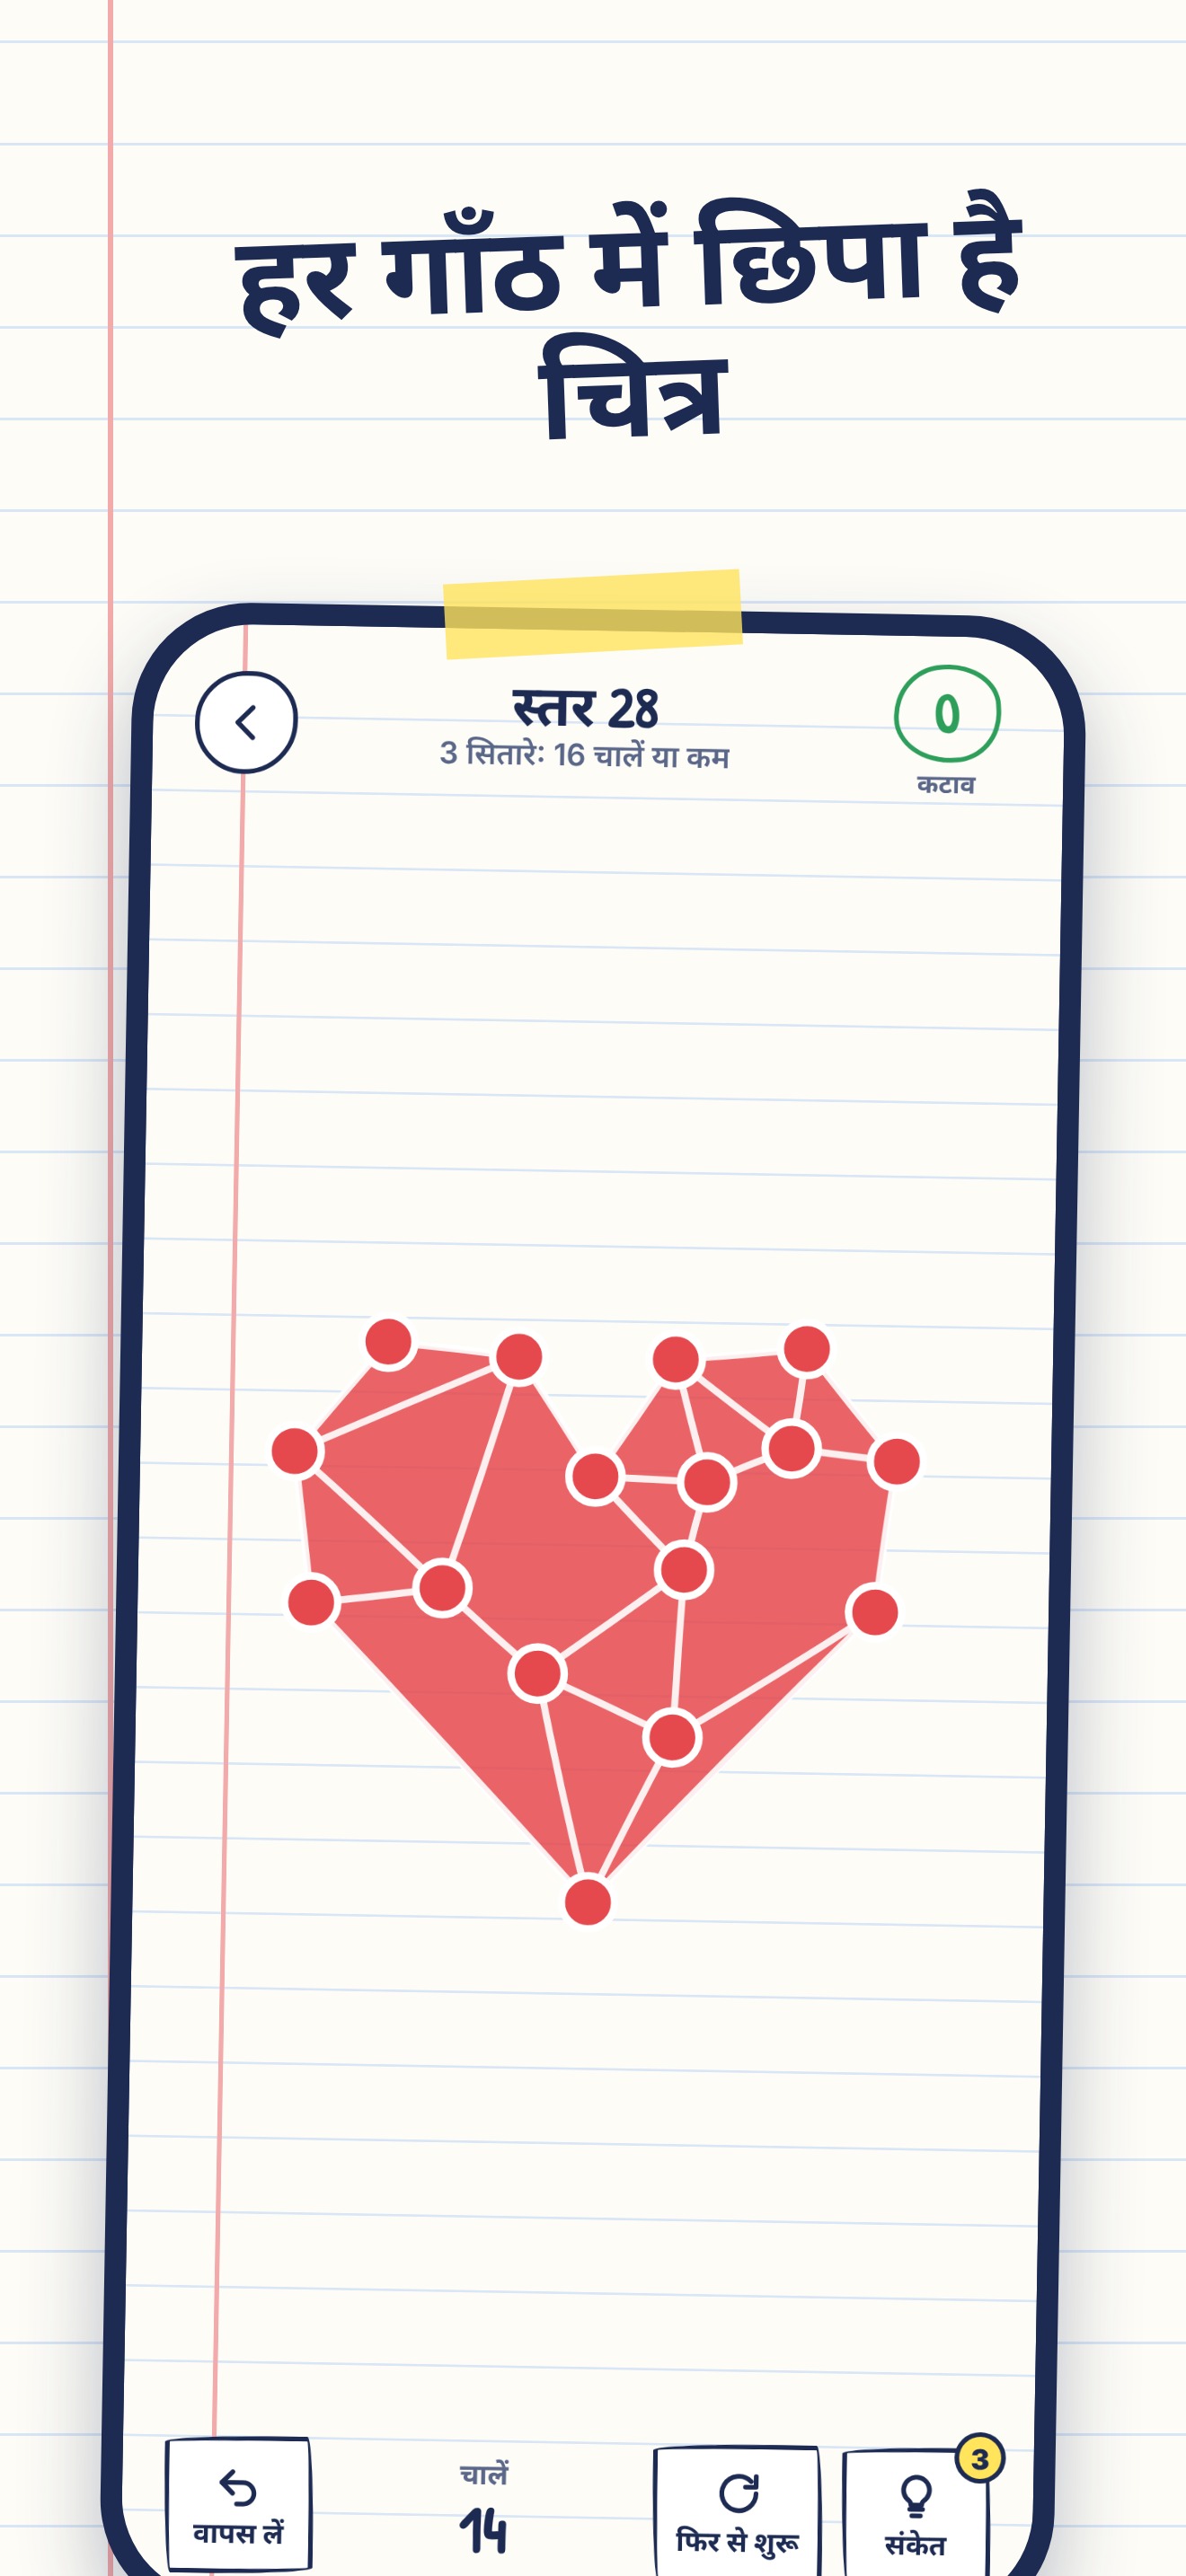 हर गाँठ में छिपा है
चित्र
स्तर 28
3 सितारे: 16 चालें या कम
0
कटाव
3
चालें
14
वापस लें
फिर से शुरू
संकेत